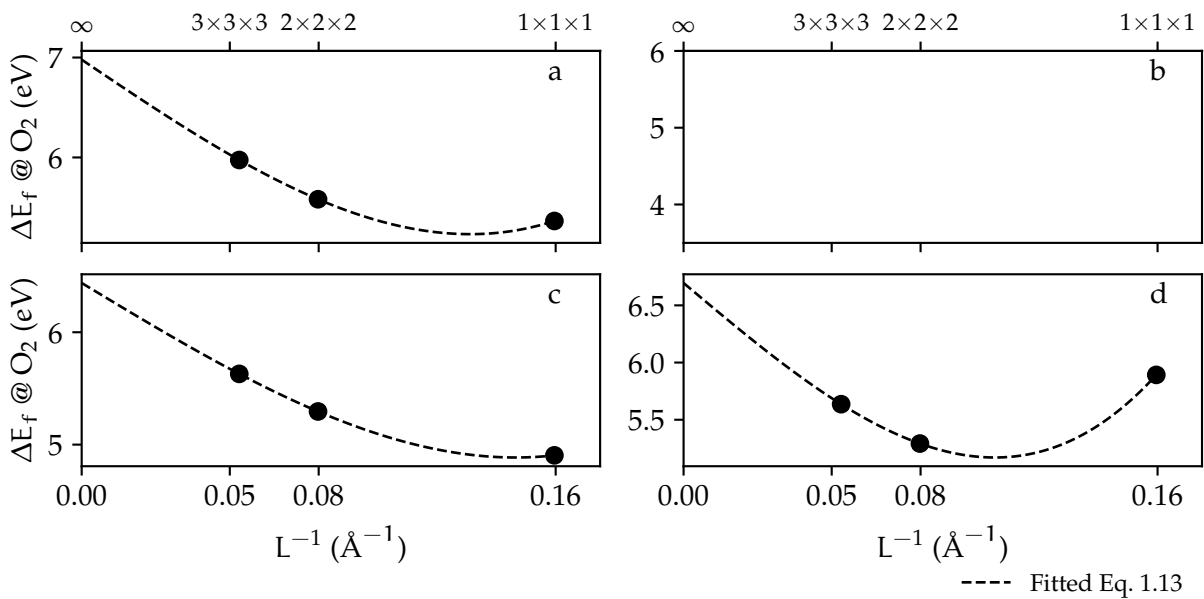 ∞ 3×3×3 2×2×2 1×1×1
∞ 3×3×3 2×2×2 1×1×1
a
7
6
ΔE_f @ O_2 (eV)
b
6
5
4
c
6
5
ΔE_f @ O_2 (eV)
0.00 0.05 0.08 0.16
L^{−1} (Å^{−1})
d
6.5
6.0
5.5
0.00 0.05 0.08 0.16
L^{−1} (Å^{−1})
Fitted Eq. 1.13